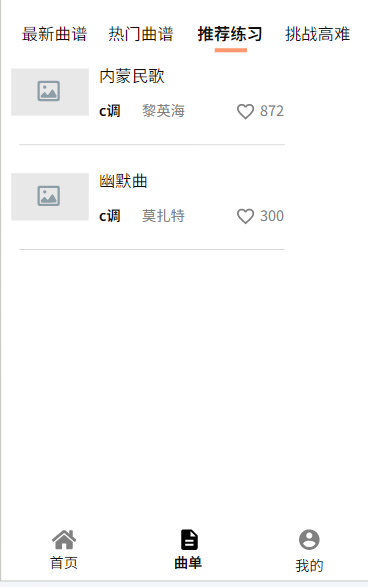 最新曲谱 热门曲谱 推荐练习 挑战高难
内蒙民歌
c调 黎英海 872
幽默曲
c调 莫扎特 300
首页 曲单 我的